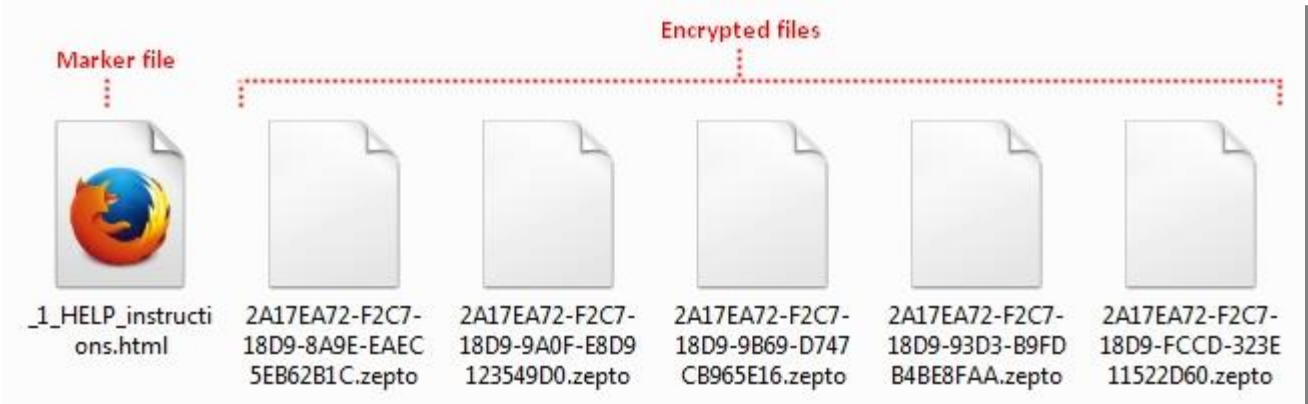 Encrypted files
Marker file
_1_HELP_instructi
ons.html
2A17EA72-F2C7-
18D9-8A9E-EAEC
5EB62B1C.zepto
2A17EA72-F2C7-
18D9-9A0F-E8D9
123549D0.zepto
2A17EA72-F2C7-
18D9-9B69-D747
CB965E16.zepto
2A17EA72-F2C7-
18D9-93D3-B9FD
B4BE8FAA.zepto
2A17EA72-F2C7-
18D9-FCCD-323E
11522D60.zepto